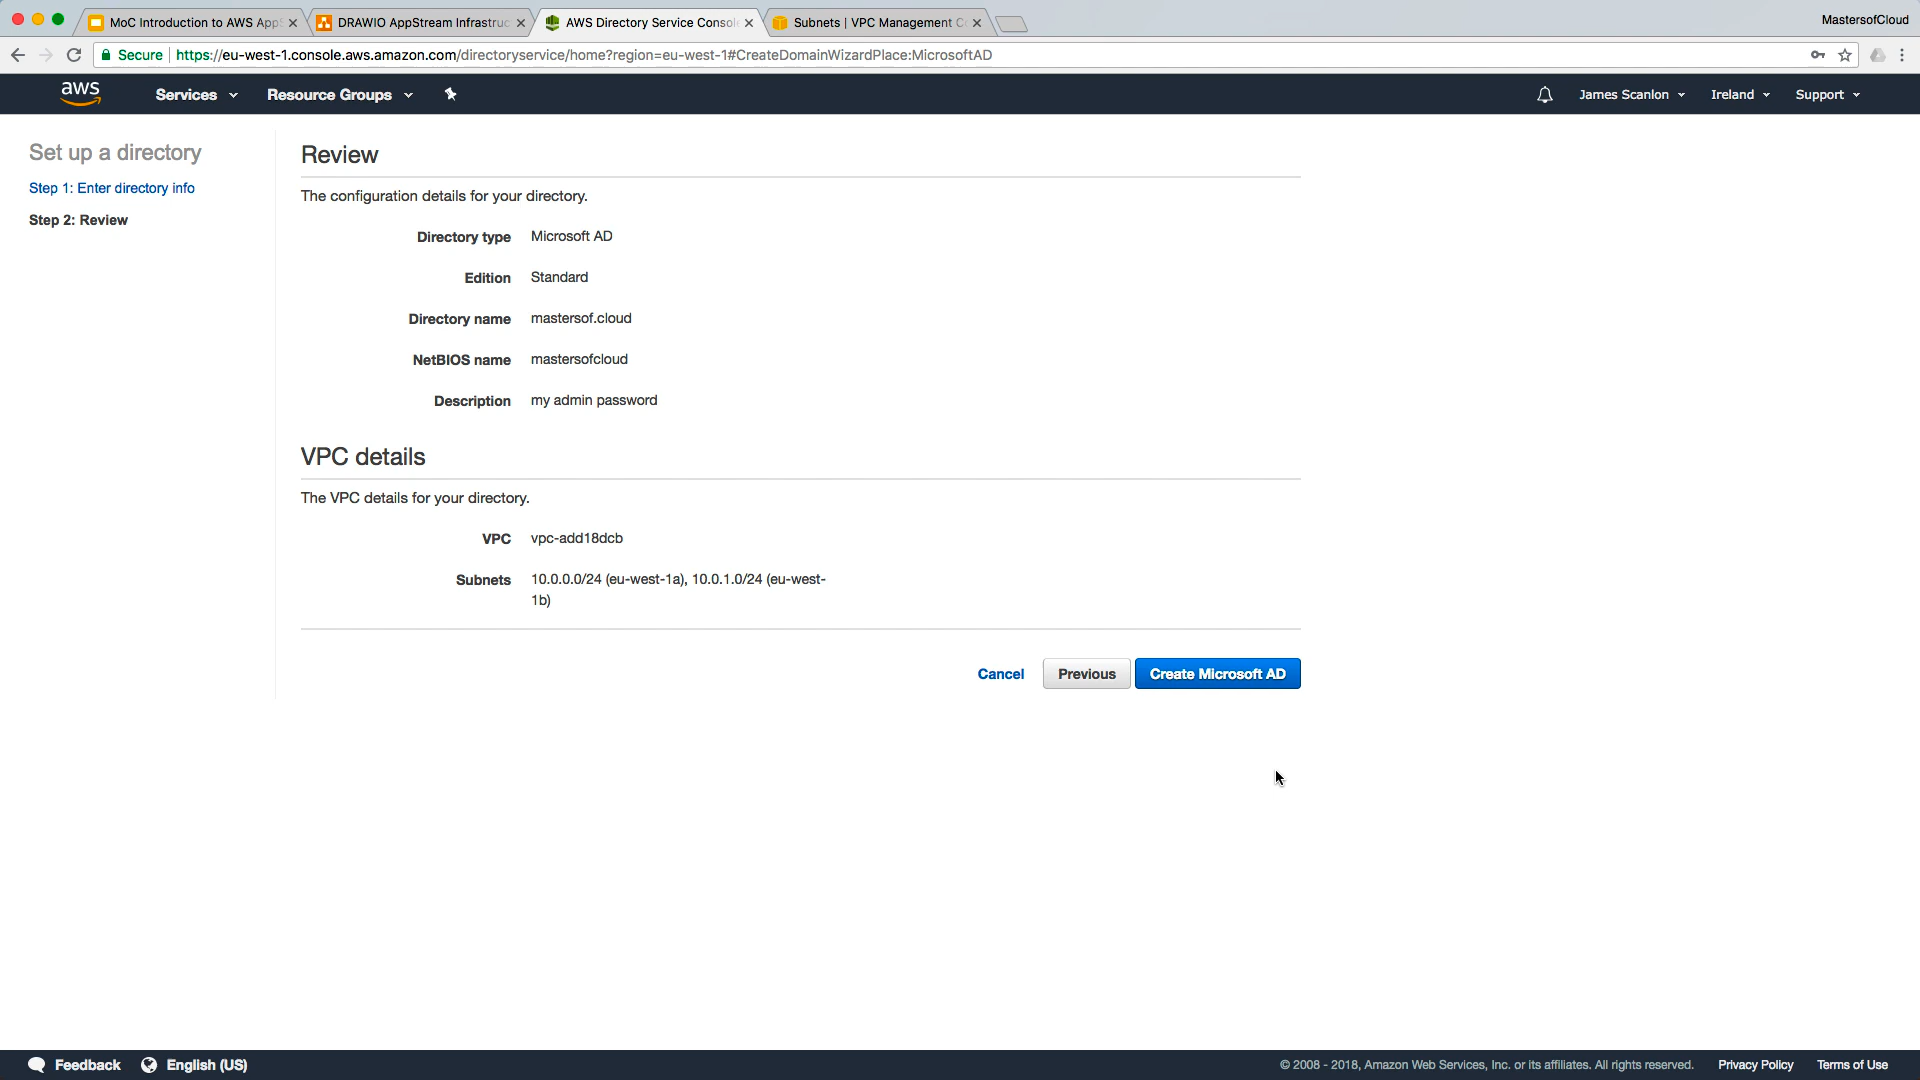 MoC Introduction to AWS App
DRAWIO AppStream Infrastruc
AWS Directory Service Consol
Subnets | VPC Management C
MastersofCloud
Secure
https://eu-west-1.console.aws.amazon.com/directoryservice/home?region=eu-west-1#CreateDomainWizardPlace:MicrosoftAD
aws
Services
Resource Groups
James Scanlon
Ireland
Support
Set up a directory
Step 1: Enter directory info
Step 2: Review
Review
The configuration details for your directory.
Directory type Microsoft AD
Edition Standard
Directory name mastersof.cloud
NetBIOS name mastersofcloud
Description my admin password
VPC details
The VPC details for your directory.
VPC vpc-add18dcb
Subnets 10.0.0.0/24 (eu-west-1a), 10.0.1.0/24 (eu-west-
1b)
Cancel
Previous
Create Microsoft AD
Feedback
English (US)
© 2008 - 2018, Amazon Web Services, Inc. or its affiliates. All rights reserved.
Privacy Policy
Terms of Use